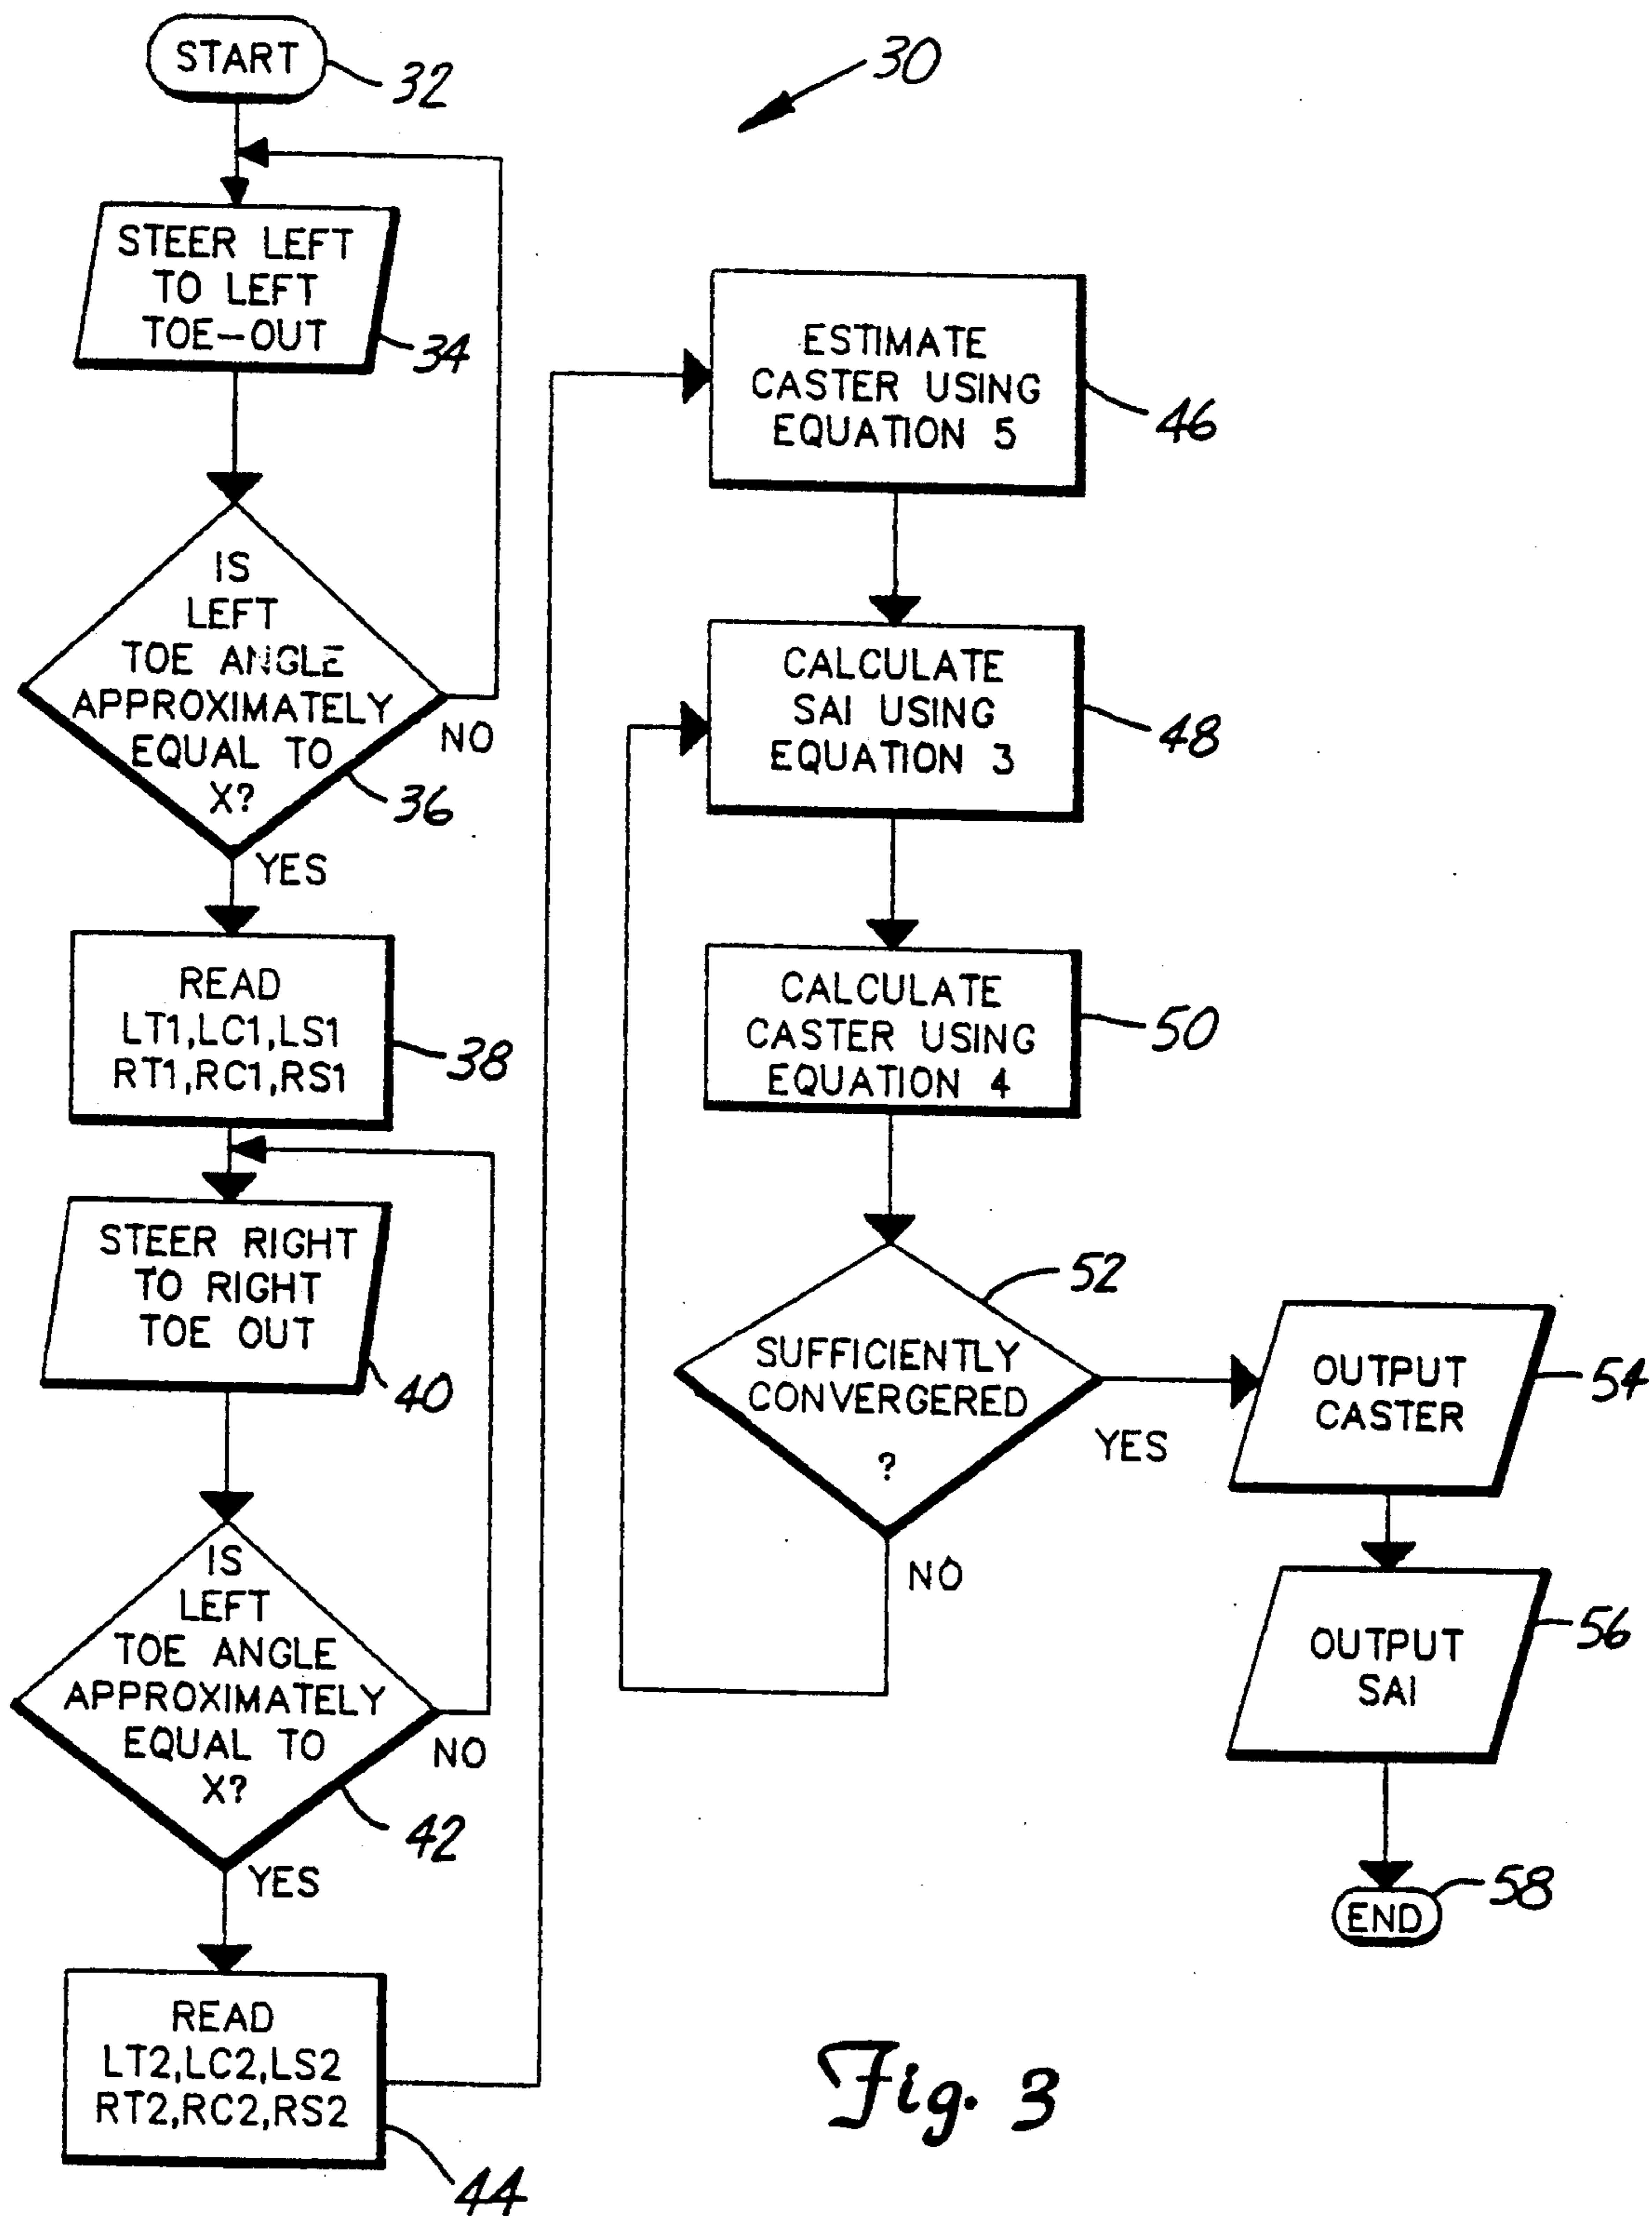 START
32
30
STEER LEFT
TO LEFT
TOE-OUT
34
IS
LEFT
TOE ANGLE
APPROXIMATELY
EQUAL TO
X?
NO
36
YES
READ
LT1,LC1,LS1
RT1,RC1,RS1
38
STEER RIGHT
TO RIGHT
TOE OUT
40
IS
LEFT
TOE ANGLE
APPROXIMATELY
EQUAL TO
X?
NO
42
YES
READ
LT2,LC2,LS2
RT2,RC2,RS2
44
ESTIMATE
CASTER USING
EQUATION 5
46
CALCULATE
SAI USING
EQUATION 3
48
CALCULATE
CASTER USING
EQUATION 4
50
52
SUFFICIENTLY
CONVERGERED
?
YES
NO
OUTPUT
CASTER
54
OUTPUT
SAI
56
END
58
Fig. 3